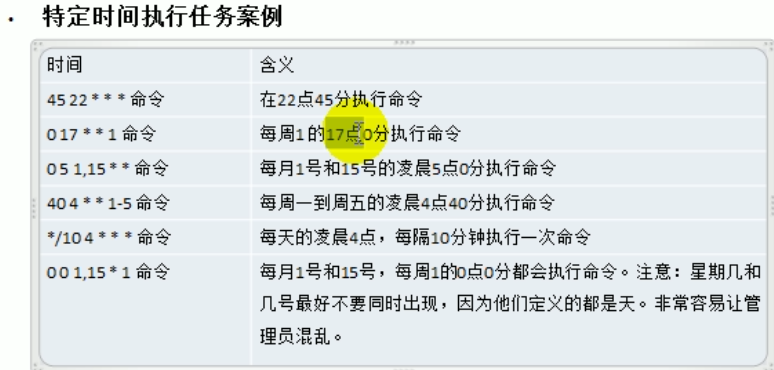 • 特定时间执行任务案例
时间 含义
45 22 * * * 命令 在22点45分执行命令
0 17 * * 1 命令 每周1 的17点0分执行命令
0 5 1,15 * * 命令 每月1号和15号的凌晨5点0分执行命令
40 4 * * 1-5 命令 每周一到周五的凌晨4点40分执行命令
*/10 4 * * * 命令 每天的凌晨4点，每隔10分钟执行一次命令
0 0 1,15 * 1 命令 每月1号和15号，每周1的0点0分都会执行命令。注意：星期几和
几号最好不要同时出现，因为他们定义的都是天。非常容易让管
理员混乱。